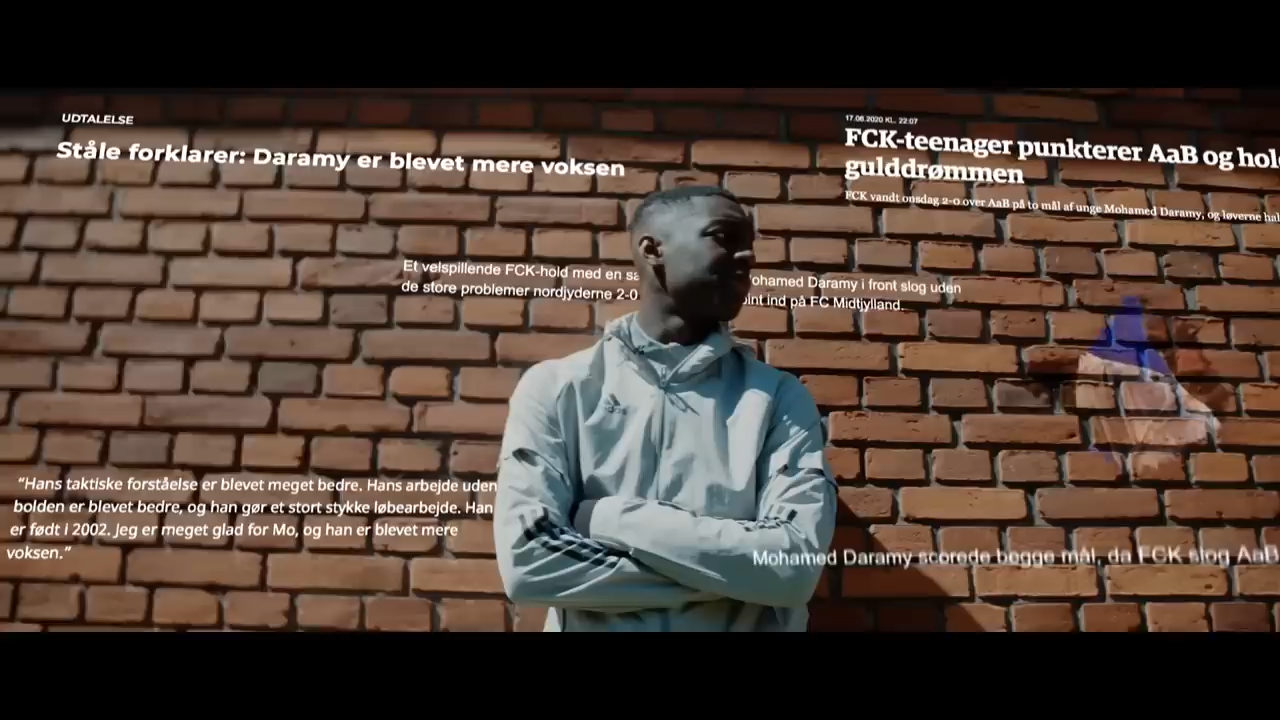 UDTALELSE
Ståle forklarer: Daramy er blevet mere voksen
17.06.2020 KL. 22:07
FCK-teenager punkterer AaB og hol
gulddrømmen
FCK vandt onsdag 2-0 over AaB på to mål af unge Mohamed Daramy, og løverne hal
Et velspillende FCK-hold med en sa ohamed Daramy i front slog uden
de store problemer nordjyderne 2-0 oint ind på FC Midtjylland.
“Hans taktiske forståelse er blevet meget bedre. Hans arbejde uden
bolden er blevet bedre, og han gør et stort stykke løbearbejde. Han
er født i 2002. Jeg er meget glad for Mo, og han er blevet mere
voksen.”
Mohamed Daramy scorede begge mål, da FCK slog AaB